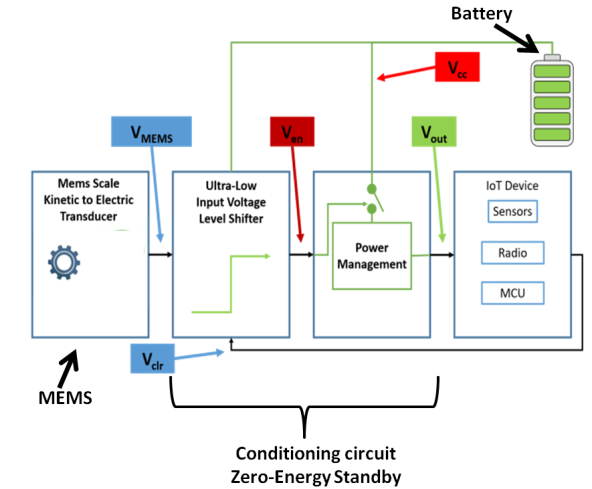 Battery
Vcc
VMEMS
Ven
Vout
Mems Scale
Kinetic to Electric
Transducer
Ultra-Low
Input Voltage
Level Shifter
Power
Management
IoT Device
Sensors
Radio
MCU
Vclr
MEMS
Conditioning circuit
Zero-Energy Standby